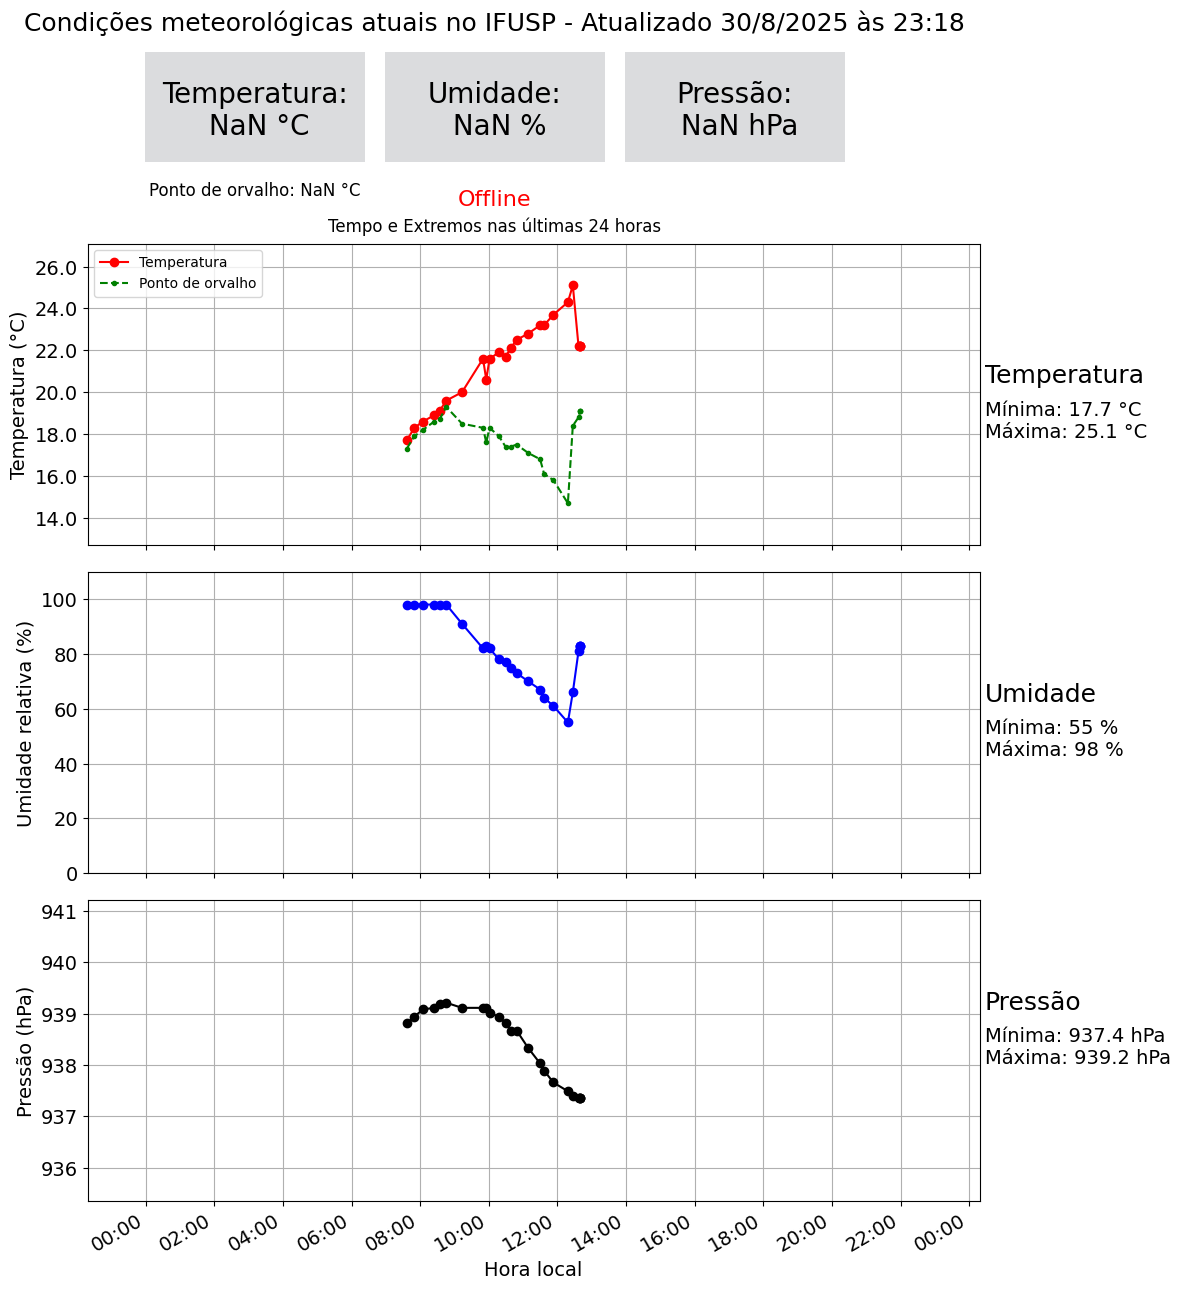 Condições meteorológicas atuais no IFUSP - Atualizado 30/8/2025 às 23:18
Temperatura:
NaN °C
Umidade:
NaN %
Pressão:
NaN hPa
Ponto de orvalho: NaN °C
Offline
Tempo e Extremos nas últimas 24 horas
Temperatura
Ponto de orvalho
Temperatura (°C)
26.0
24.0
22.0
20.0
18.0
16.0
14.0
Temperatura
Mínima: 17.7 °C
Máxima: 25.1 °C
Umidade relativa (%)
100
80
60
40
20
0
Umidade
Mínima: 55 %
Máxima: 98 %
Pressão (hPa)
941
940
939
938
937
936
Pressão
Mínima: 937.4 hPa
Máxima: 939.2 hPa
00:00 02:00 04:00 06:00 08:00 10:00 12:00 14:00 16:00 18:00 20:00 22:00 00:00
Hora local